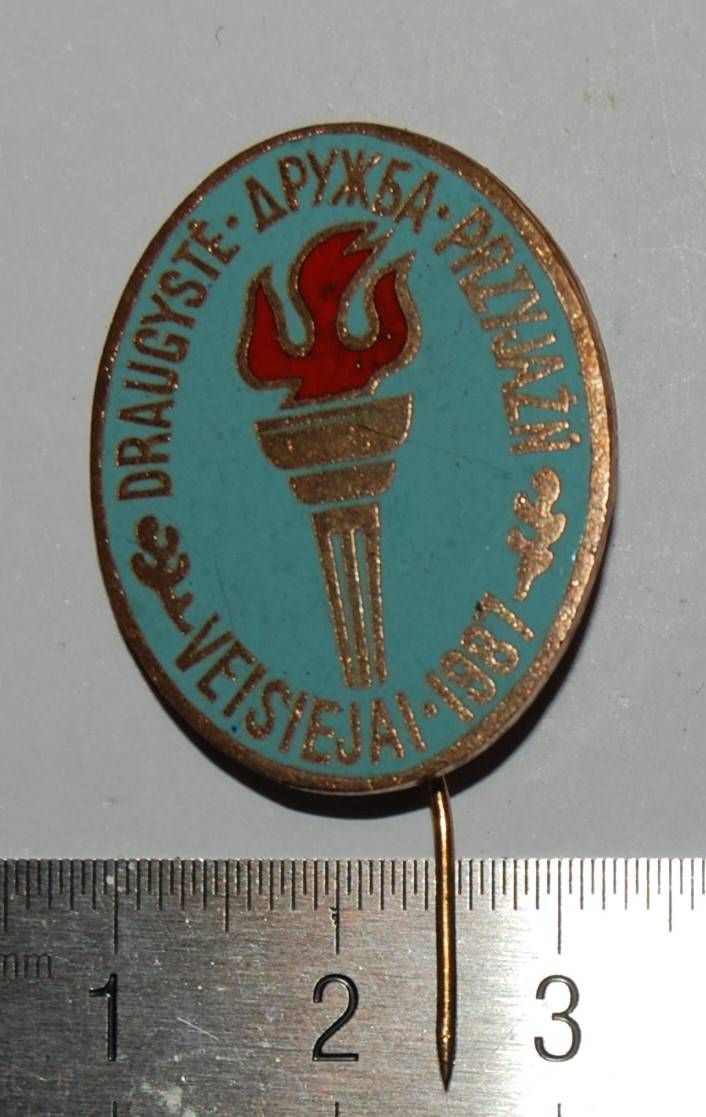 DRAUGYSTĖ · ДРУЖБА · PRZYJAŹŃ
VEISIEJAI · 1987
mm
1 2 3